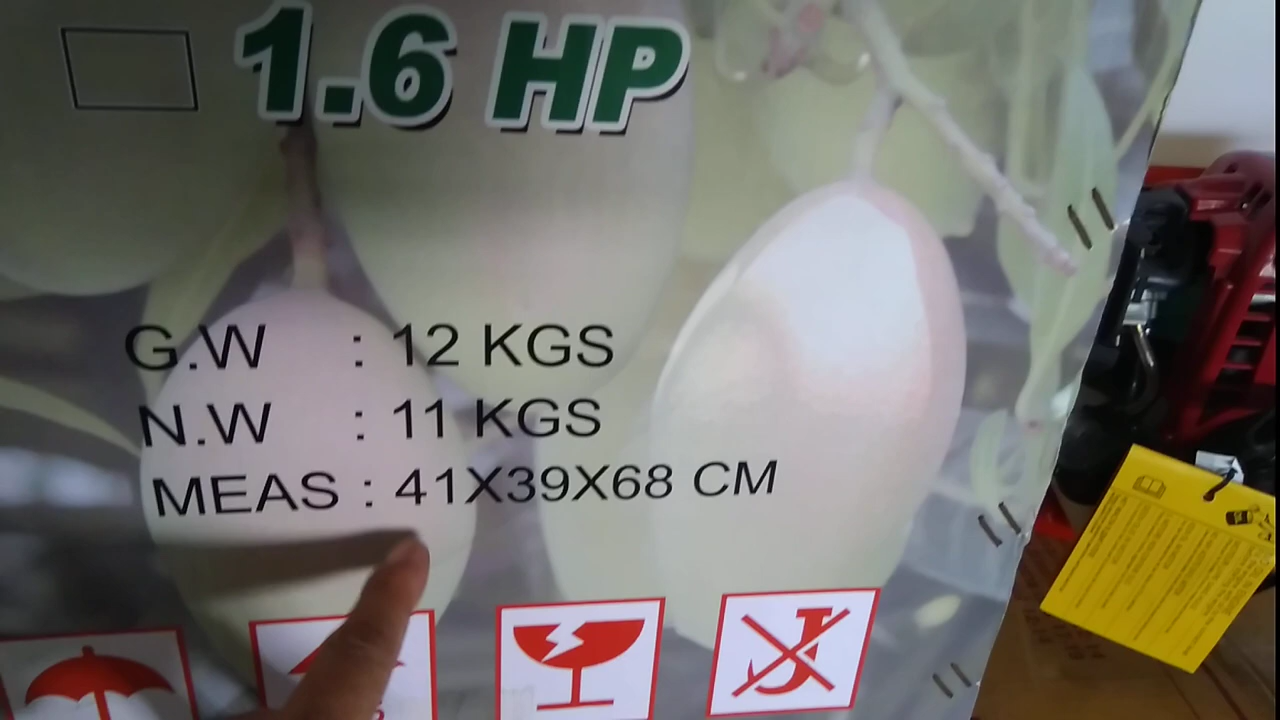 1.6 HP
G.W : 12 KGS
N.W : 11 KGS
MEAS : 41X39X68 CM